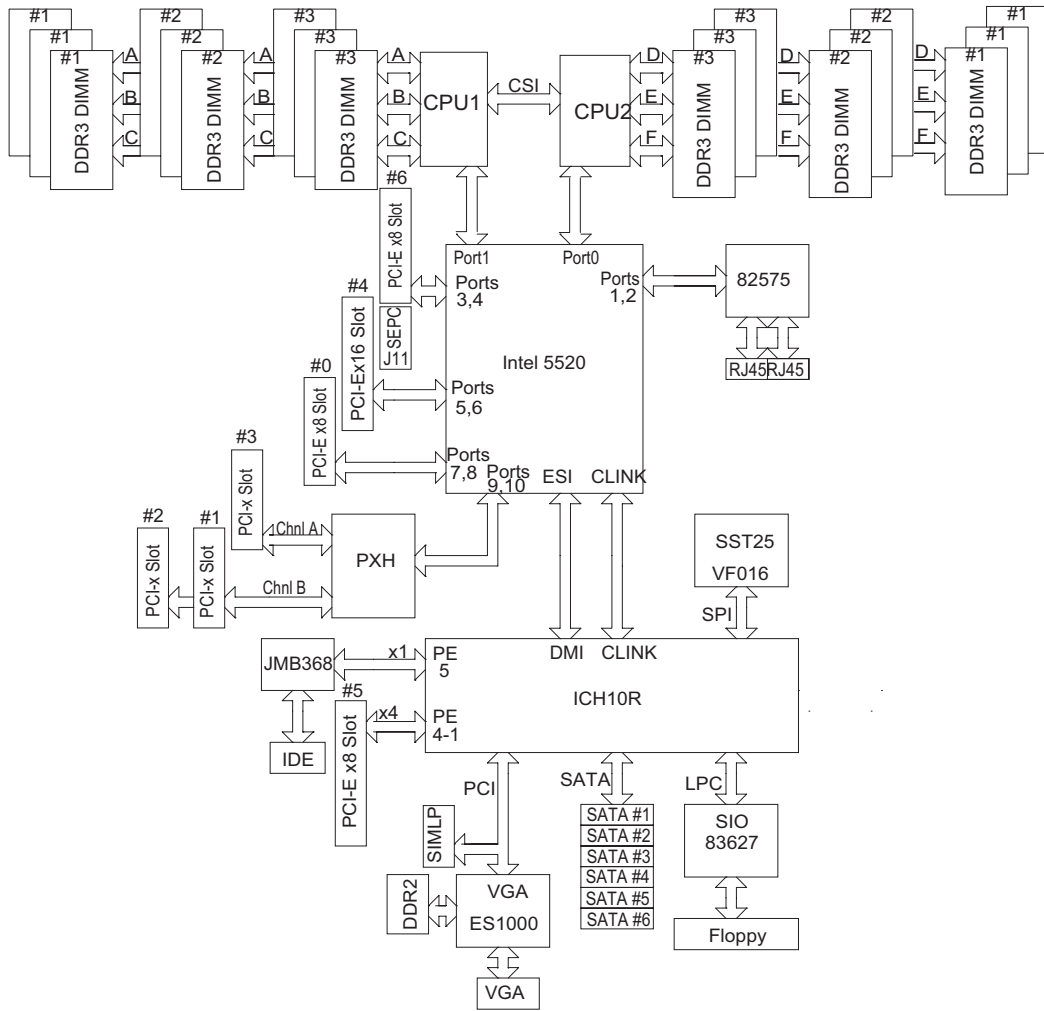 #1
#2
#3
#3
#2
#1
#1
#2
#3
#3
#2
#1
#1
#2
#3
#3
#2
#1
DDR3 DIMM
A
B
C
DDR3 DIMM
A
B
C
DDR3 DIMM
A
B
C
CPU1
CSI
CPU2
D
E
F
DDR3 DIMM
D
E
F
DDR3 DIMM
D
E
F
DDR3 DIMM
#6
PCI-E x8 Slot
JSEPC
J11
#4
PCI-Ex16 Slot
#0
PCI-E x8 Slot
Port1
Port0
Ports
3,4
Ports
1,2
82575
RJ45
RJ45
Intel 5520
Ports
5,6
Ports
7,8
Ports
9,10
ESI
CLINK
#3
PCI-x Slot
#2
PCI-x Slot
#1
PCI-x Slot
Chnl A
Chnl B
PXH
SST25
VF016
SPI
JMB368
x1
PE
5
DMI
CLINK
ICH10R
IDE
#5
PCI-E x8 Slot
x4
PE
4-1
PCI
SATA
LPC
SIMLP
SATA #1
SATA #2
SATA #3
SATA #4
SATA #5
SATA #6
SIO
83627
DDR2
VGA
ES1000
Floppy
VGA